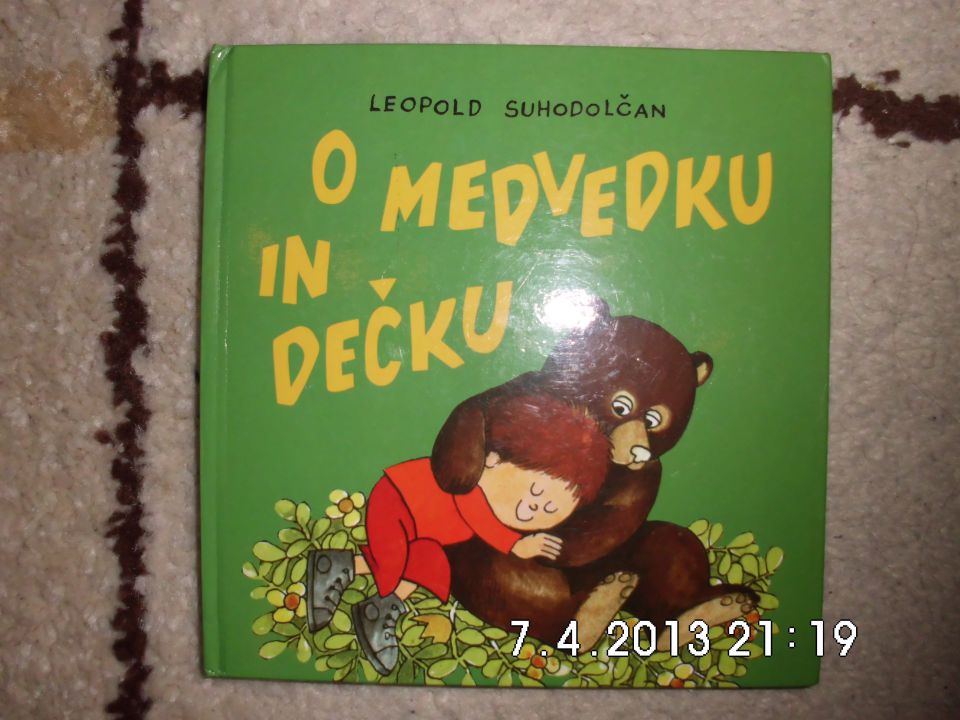 LEOPOLD SUHODOLČAN
O MEDVEDKU
IN
DEČKU
7.4.2013 21:19